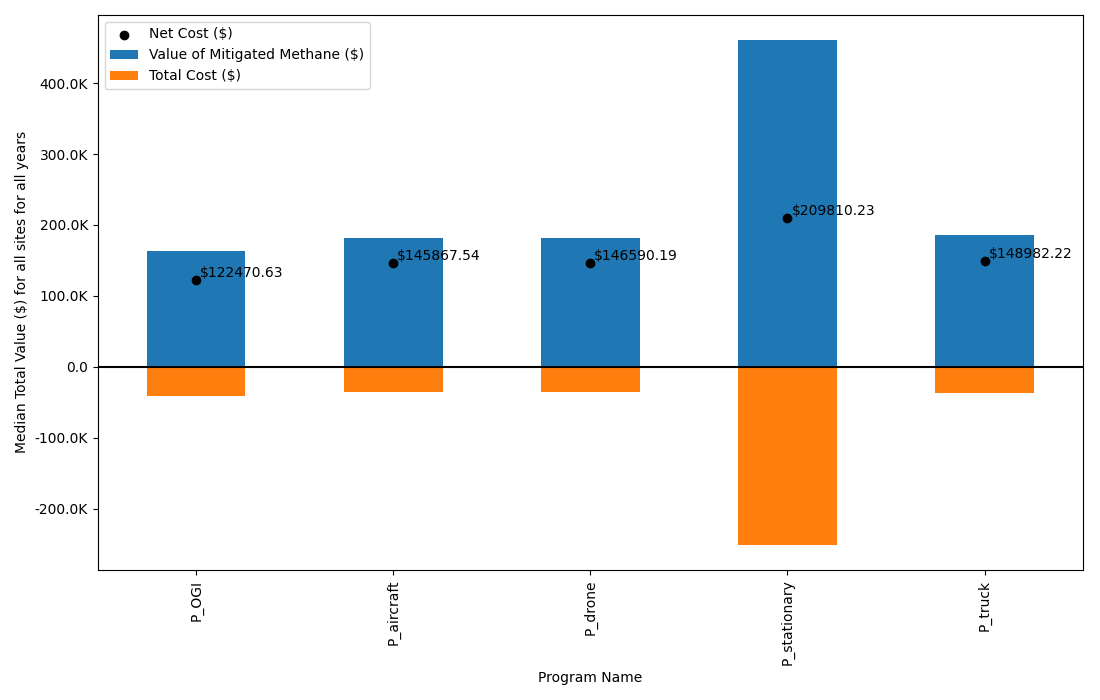 Net Cost ($)
Value of Mitigated Methane ($)
Total Cost ($)
Median Total Value ($) for all sites for all years
400.0K
300.0K
200.0K
100.0K
0.0
-100.0K
-200.0K
$122470.63
$145867.54
$146590.19
$209810.23
$148982.22
P_OGI
P_aircraft
P_drone
P_stationary
P_truck
Program Name